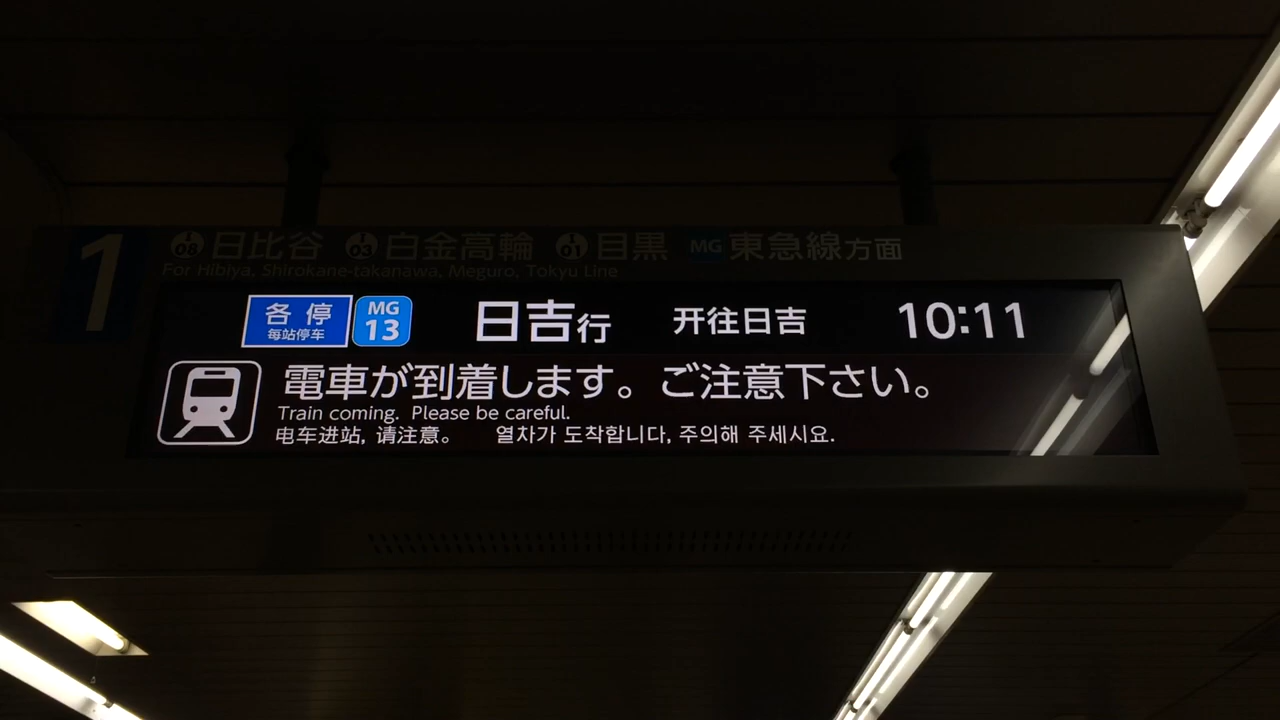 1 I 08 日比谷 I 03 白金高輪 I 01 目黒 MG 東急線方面
For Hibiya, Shirokane-takanawa, Meguro, Tokyu Line
各停 MG 13 日吉行 开往日吉 10:11
每站停车
電車が到着します。ご注意下さい。
Train coming. Please be careful.
电车进站, 请注意。 열차가 도착합니다, 주의해 주세시요.